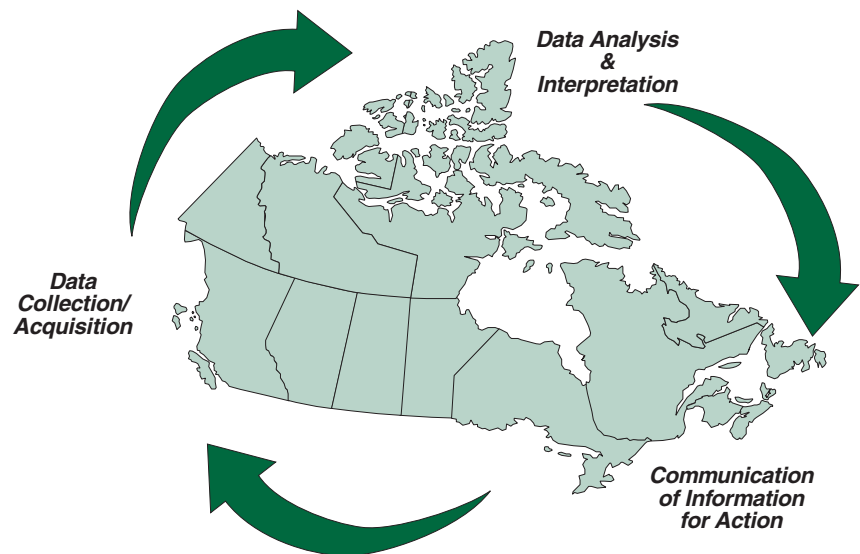 Data Analysis
&
Interpretation
Data
Collection/
Acquisition
Communication
of Information
for Action